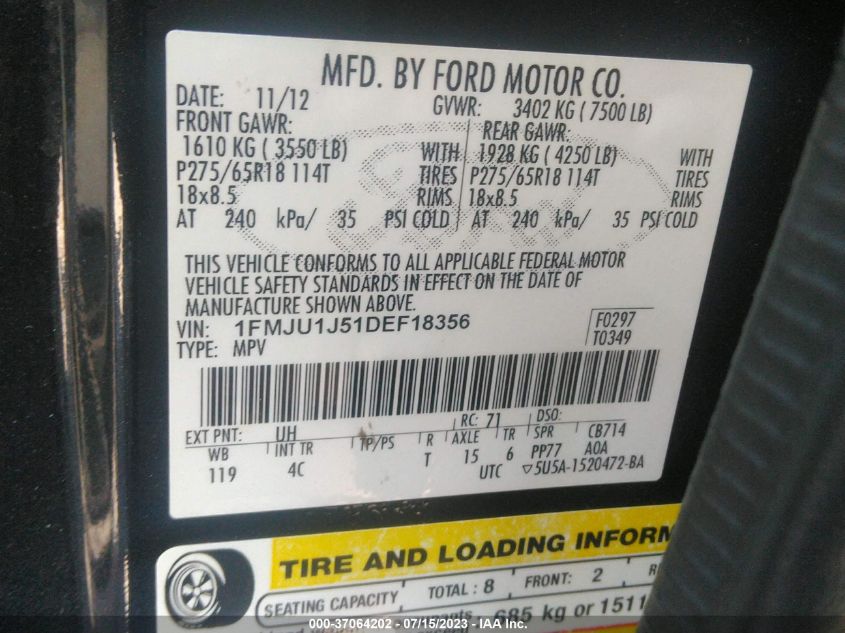 MFD. BY FORD MOTOR CO.
DATE: 11/12 GVWR: 3402 KG ( 7500 LB)
FRONT GAWR: REAR GAWR:
1610 KG ( 3550 LB) WITH 1928 KG ( 4250 LB) WITH
P275/65R18 114T TIRES P275/65R18 114T TIRES
18x8.5 RIMS 18x8.5 RIMS
AT 240 kPa/ 35 PSI COLD AT 240 kPa/ 35 PSI COLD
THIS VEHICLE CONFORMS TO ALL APPLICABLE FEDERAL MOTOR
VEHICLE SAFETY STANDARDS IN EFFECT ON THE DATE OF
MANUFACTURE SHOWN ABOVE.
VIN: 1FMJU1J51DEF18356 F0297
TYPE: MPV T0349
EXT PNT: UH RC: 71 DSO:
WB INT TR TP/PS R AXLE TR SPR CB714
119 4C T 15 6 PP77 A0A
UTC ▽5U5A-1520472-BA
TIRE AND LOADING INFORM
SEATING CAPACITY TOTAL: 8 FRONT: 2 R
685 kg or 1511
000-37064202 - 07/15/2023 - IAA Inc.